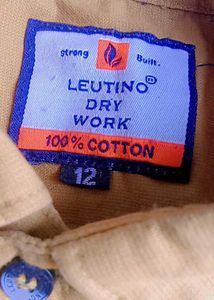 strong Built.
LEUTINO
DRY
WORK
100% COTTON
12